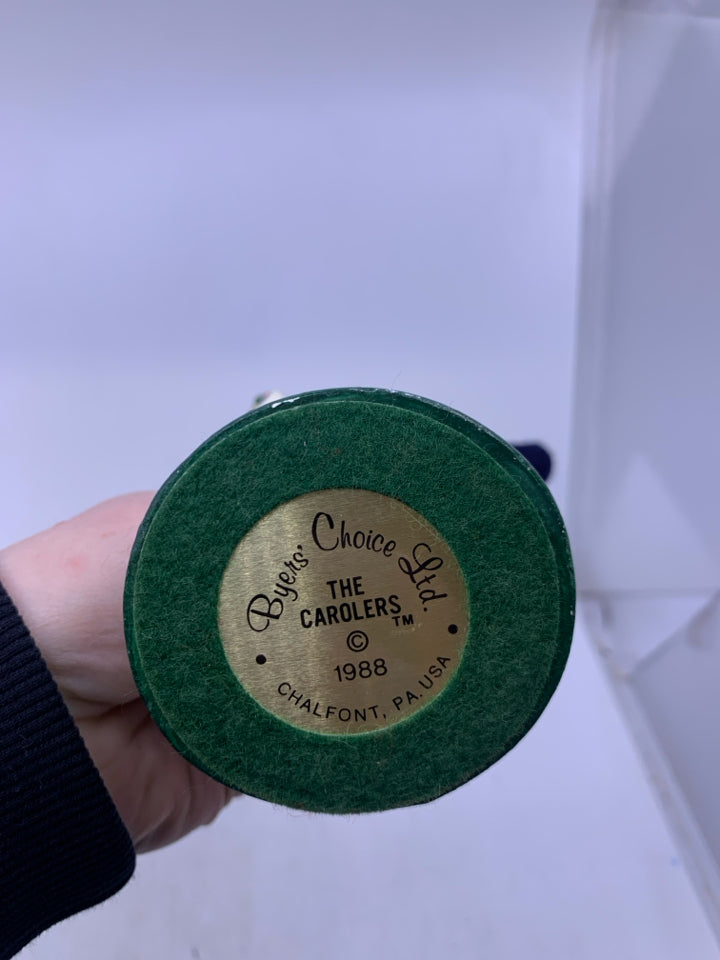 Byers' Choice Ltd.
THE
CAROLERS™
©
1988
CHALFONT, PA. USA